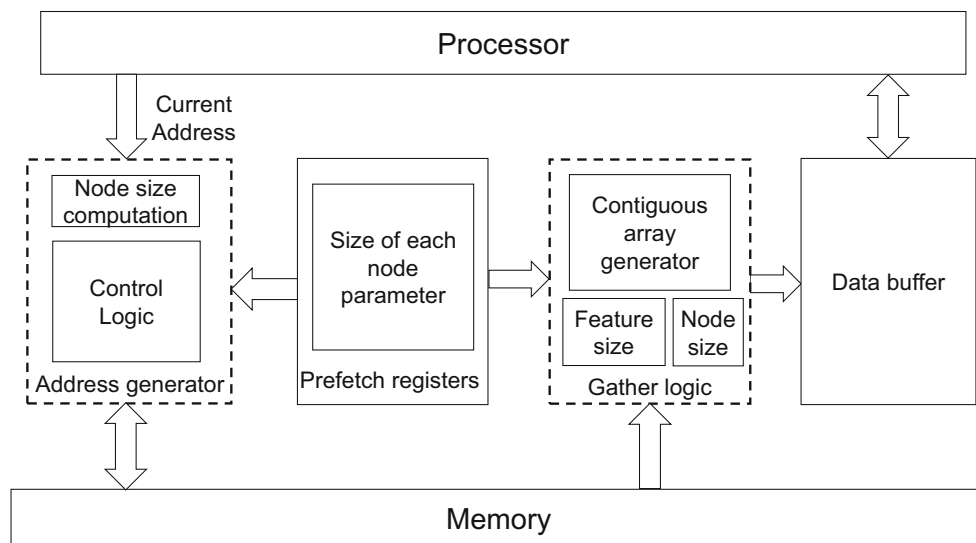 Processor
Current
Address
Node size
computation
Control
Logic
Address generator
Size of each
node
parameter
Prefetch registers
Contiguous
array
generator
Feature
size
Node
size
Gather logic
Data buffer
Memory